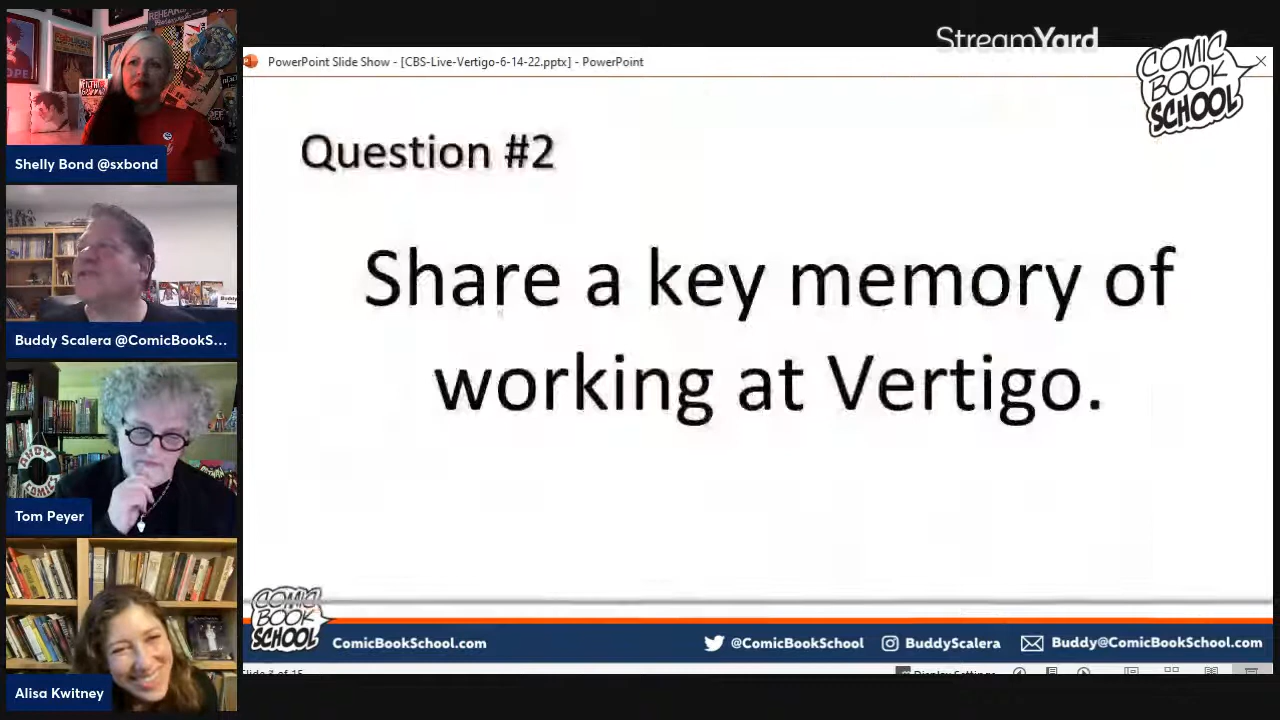 StreamYard
PowerPoint Slide Show - [CBS-Live-Vertigo-6-14-22.pptx] - PowerPoint
COMIC
BOOK
SCHOOL
Question #2
Share a key memory of
working at Vertigo.
Shelly Bond @sxbond
Buddy Scalera @ComicBookS...
Tom Peyer
Alisa Kwitney
COMIC
BOOK
SCHOOL
ComicBookSchool.com
@ComicBookSchool
BuddyScalera
Buddy@ComicBookSchool.com